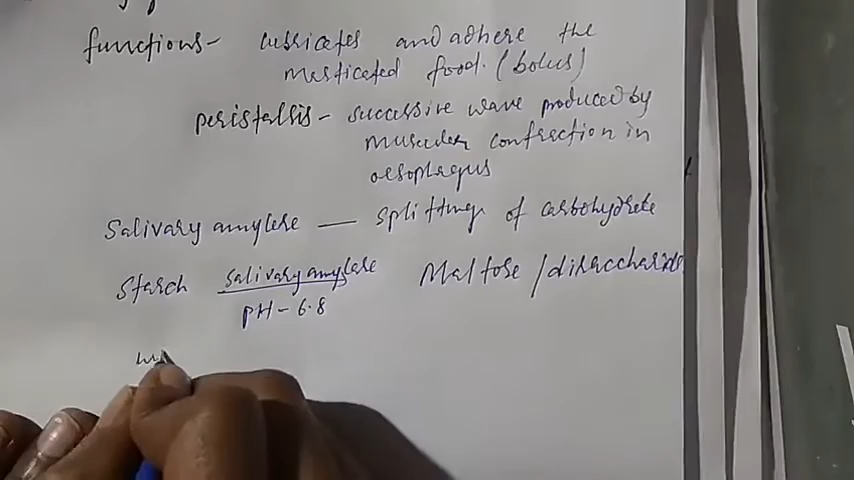 functions- lubricates and adhere the
masticated food. (bolus)
peristalsis - successive wave produced by
muscular contraction in
oesophagus
Salivary amylase — splitting of carbohydrate
Starch salivary amylase Maltose /disaccharide
pH - 6.8